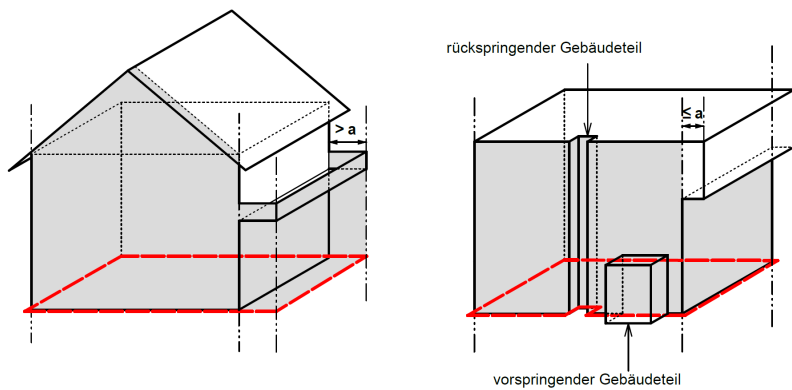 rückspringender Gebäudeteil
> a
≤ a
vorspringender Gebäudeteil